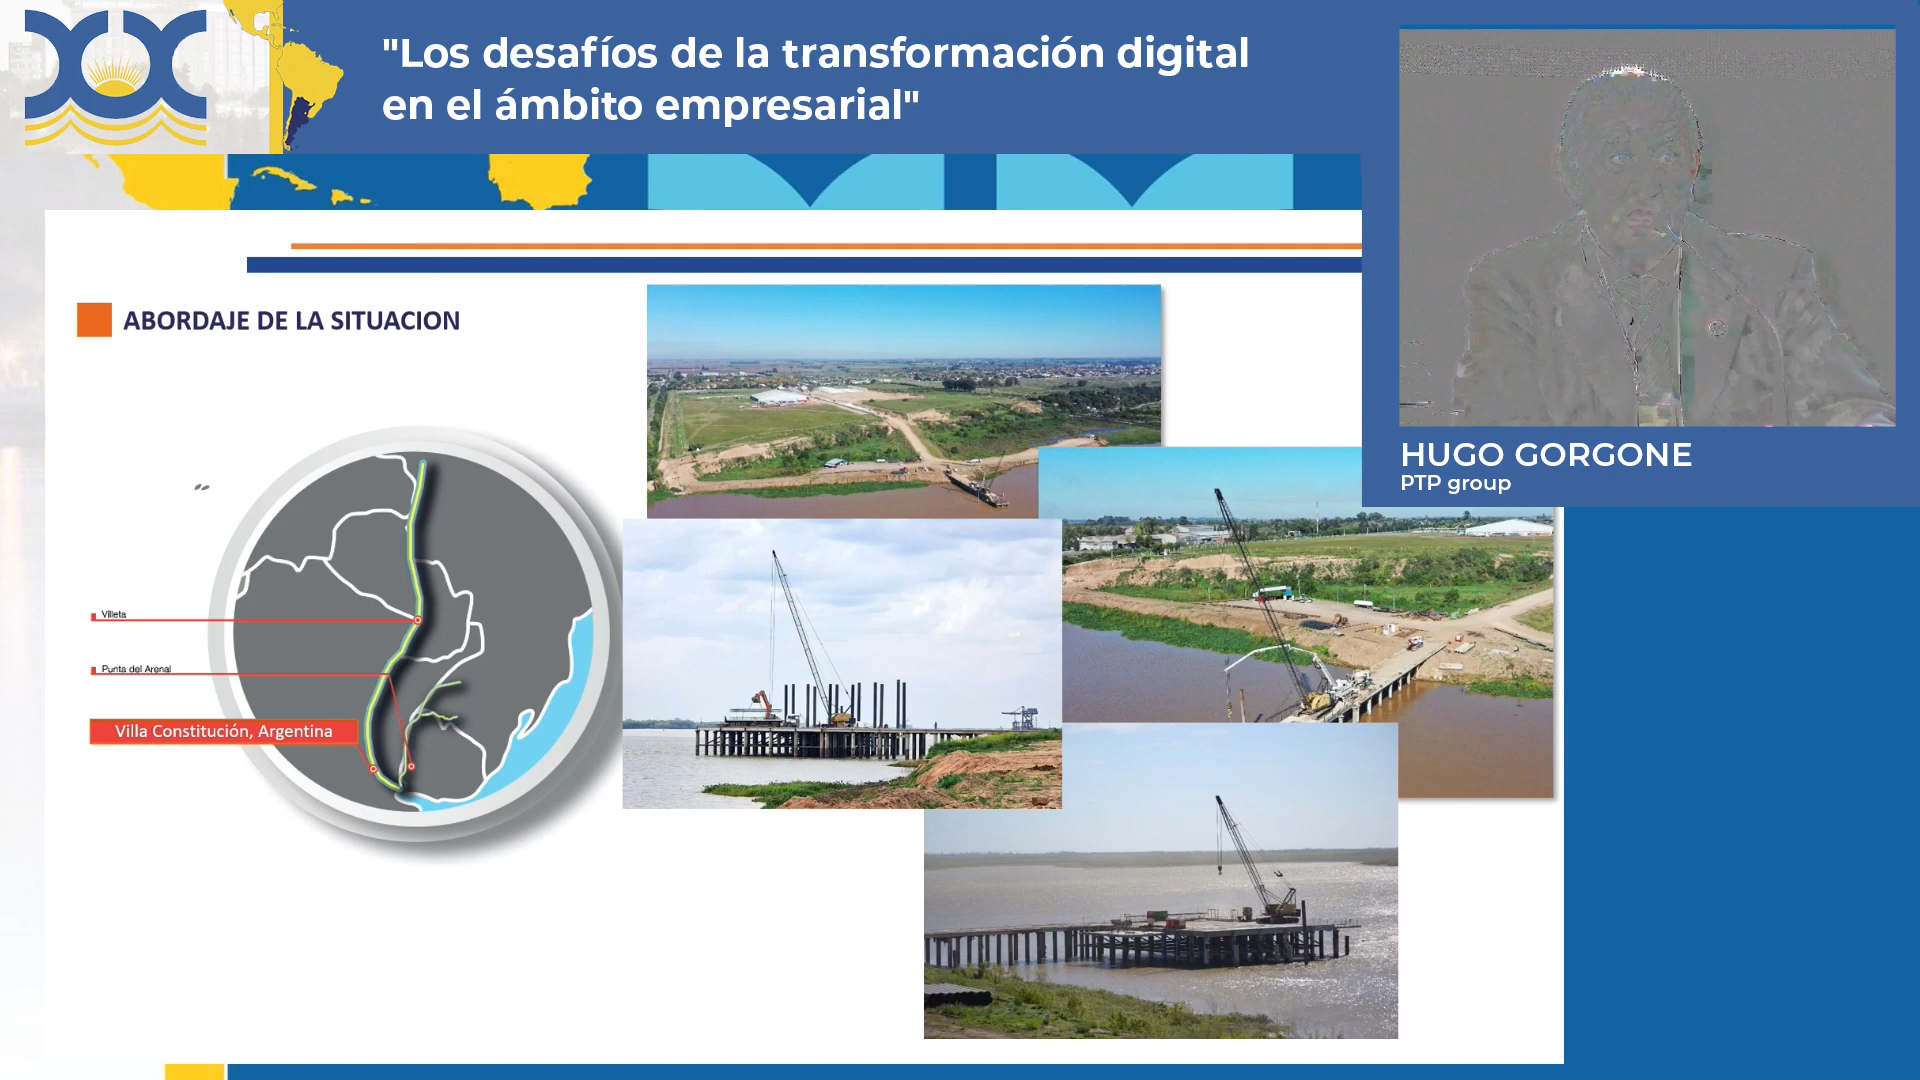 "Los desafíos de la transformación digital
en el ámbito empresarial"
HUGO GORGONE
PTP group
ABORDAJE DE LA SITUACION
Villeta
Punta del Arenal
Villa Constitución, Argentina